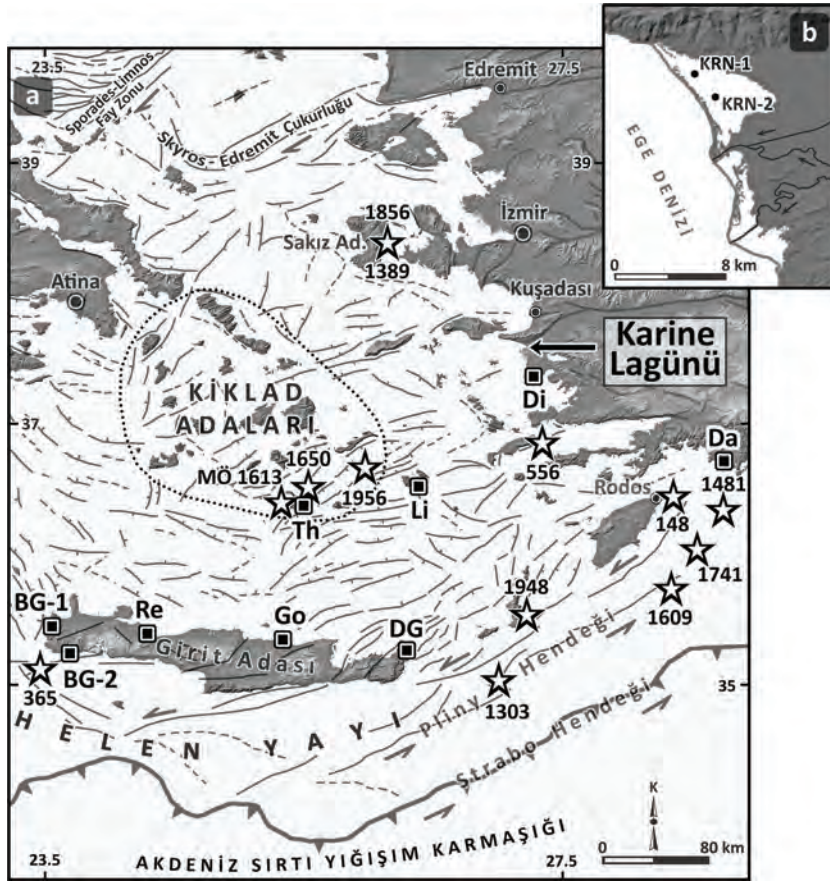 a
23.5
27.5
Sporades-Limnos
Fay Zonu
Skyros - Edremit Çukurluğu
Edremit
39
39
b
KRN-1
KRN-2
EGE DENİZİ
0 8 km
1856
Sakız Ad.
1389
İzmir
Atina
Kuşadası
Karine
Lagünü
KİKLAD
ADALARI
Di
37
37
1650
MÖ 1613
1956
Th
Li
556
Da
1481
Rodos
148
1741
1609
1948
BG-1
Re
Go
DG
Girit Adası
BG-2
365
1303
35
Pliny Hendeği
Strabo Hendeği
HELEN YAYI
K
0 80 km
AKDENİZ SIRTI YIĞIŞIM KARMAŞIĞI
23.5
27.5